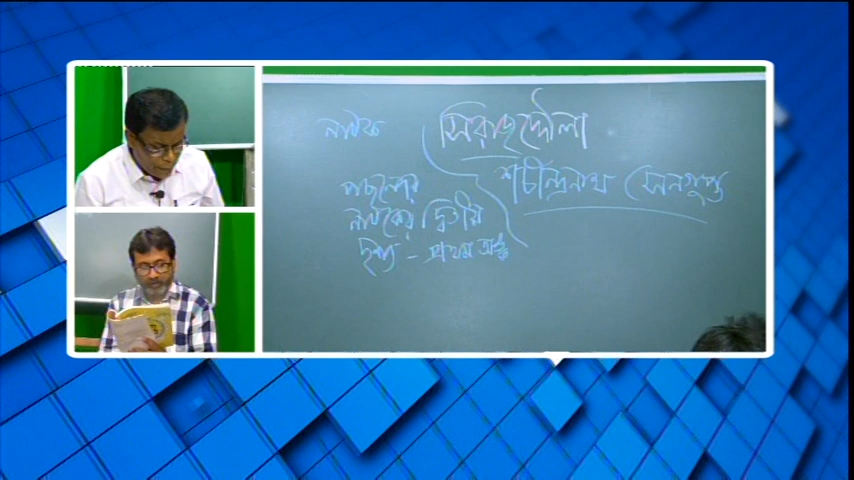 নাটক
সিরাজদ্দৌলা
শচীন্দ্রনাথ সেনগুপ্ত
নাটকের দ্বিতীয়
দৃশ্য - প্রথম অঙ্ক